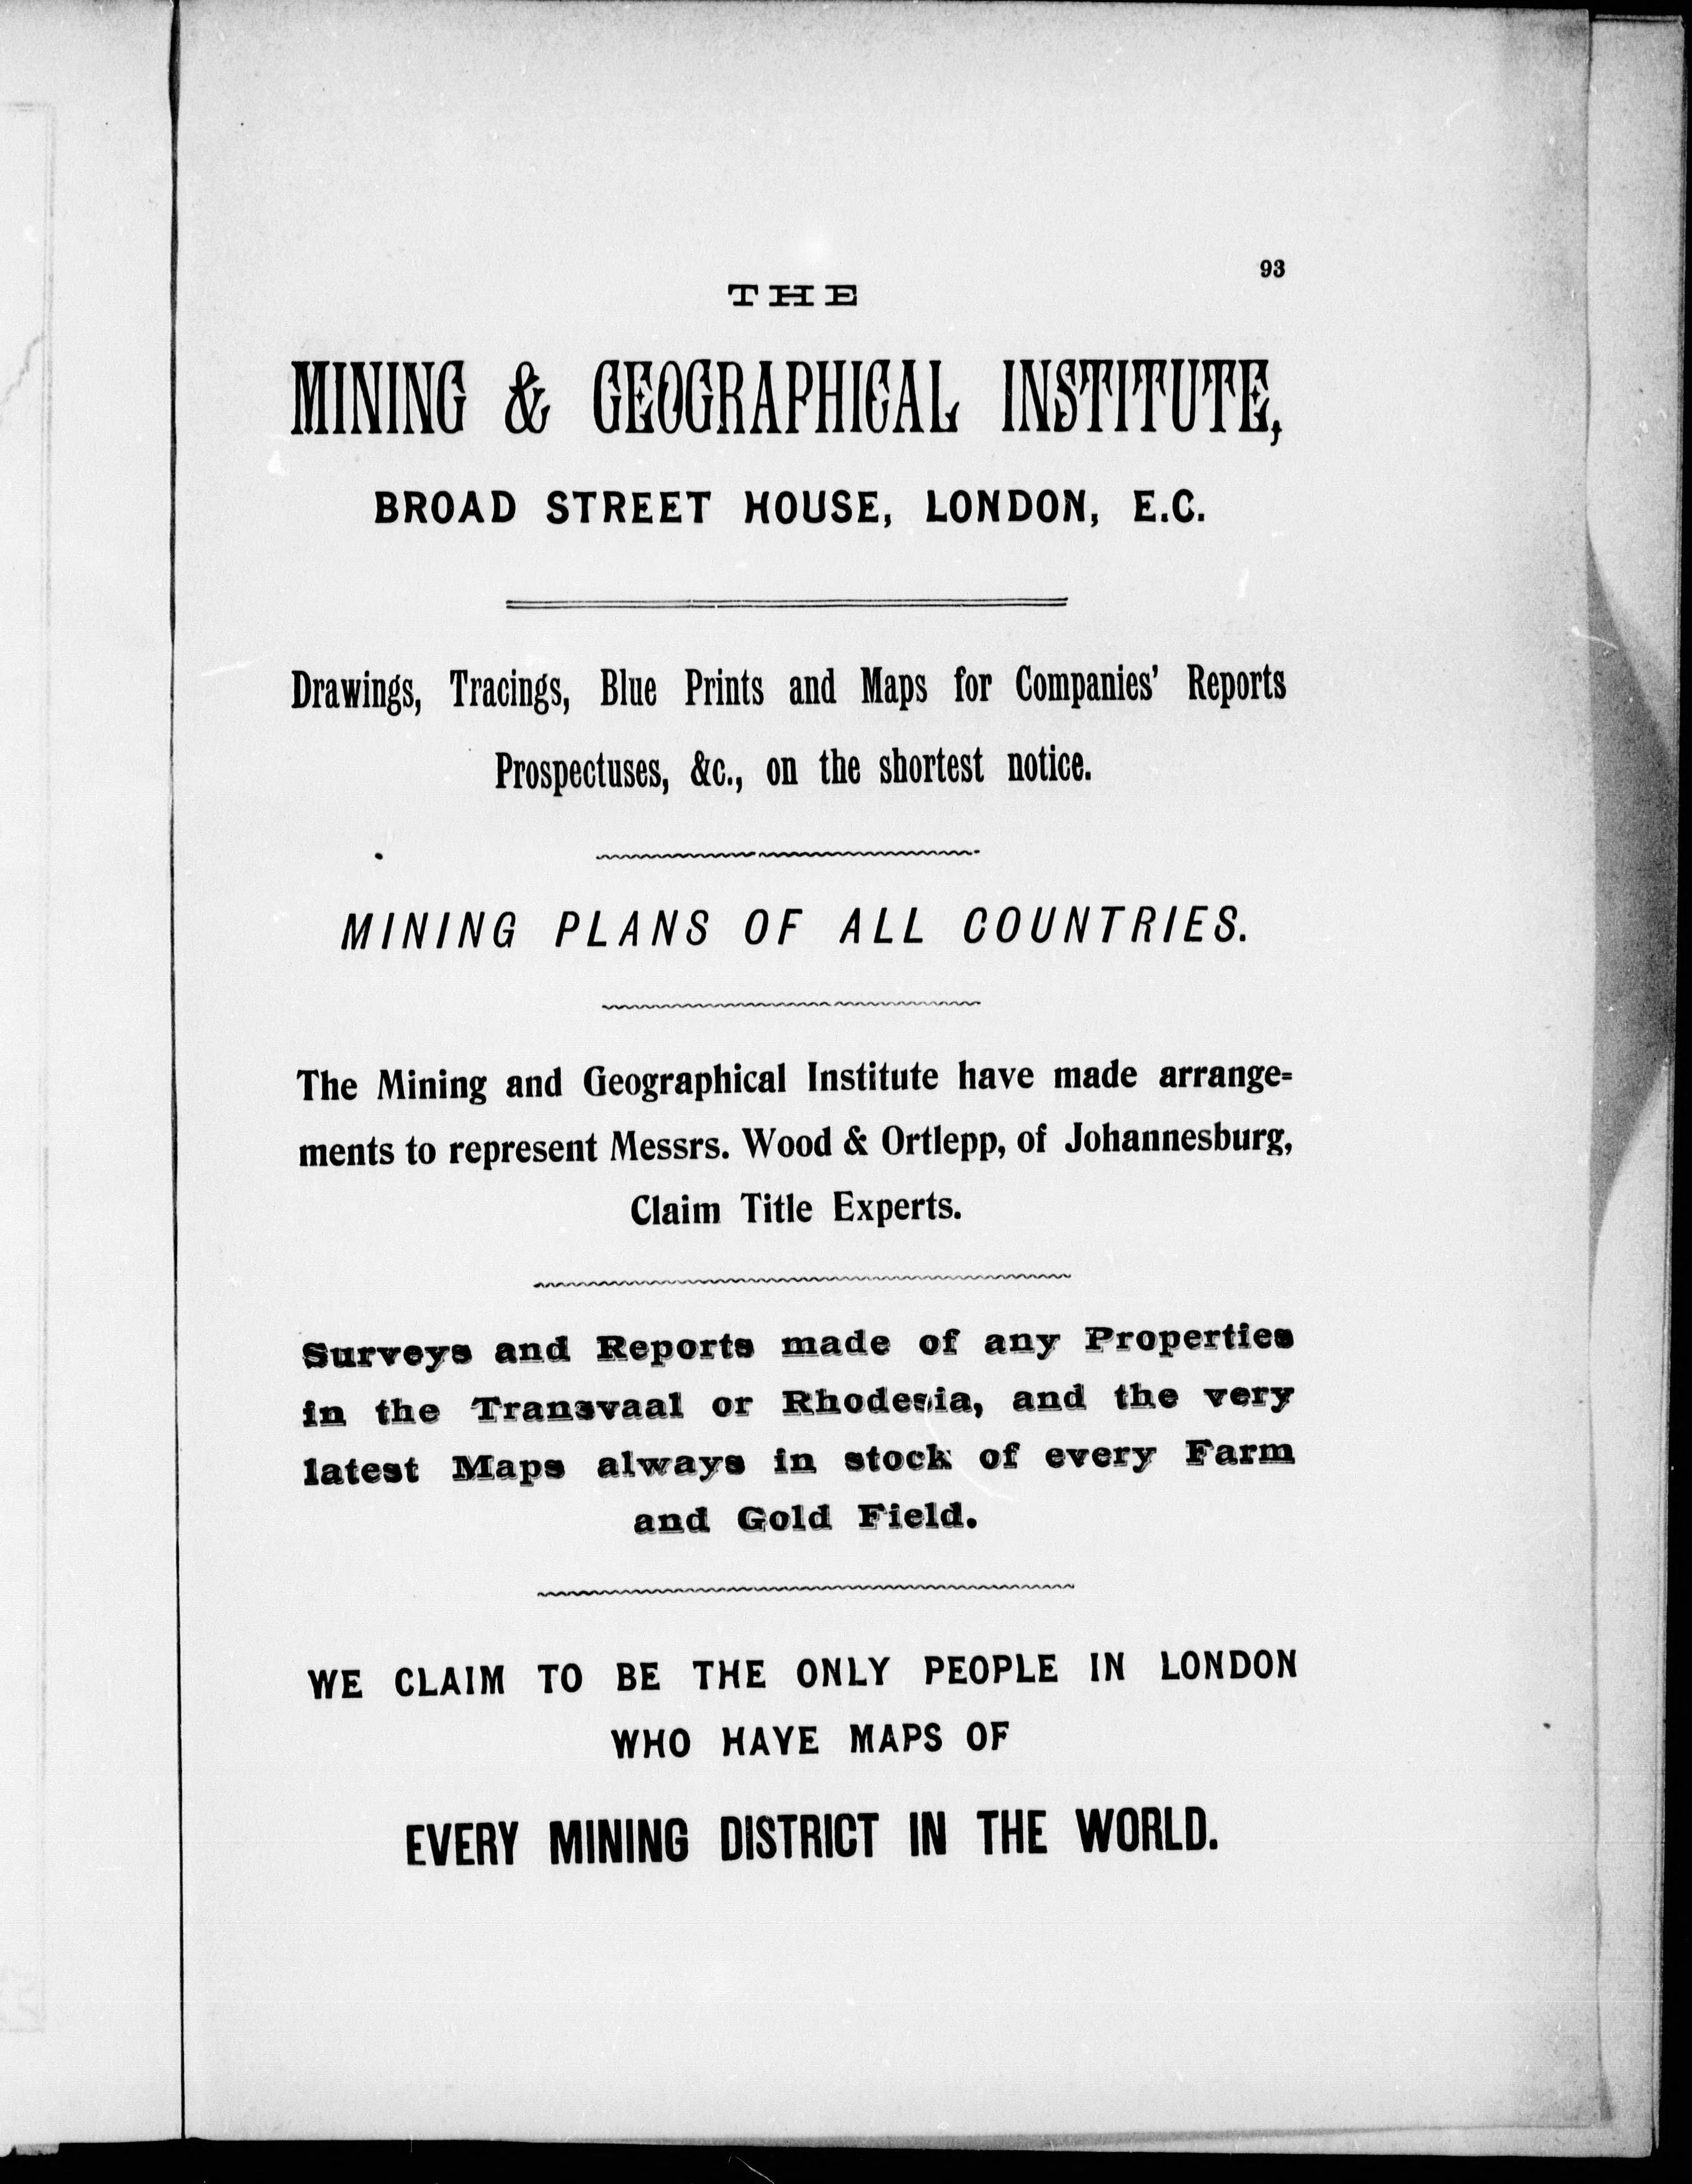 93
THE
MINING & GEOGRAPHICAL INSTITUTE,
BROAD STREET HOUSE, LONDON, E.C.
Drawings, Tracings, Blue Prints and Maps for Companies' Reports
Prospectuses, &c., on the shortest notice.
MINING PLANS OF ALL COUNTRIES.
The Mining and Geographical Institute have made arrange=
ments to represent Messrs. Wood & Ortlepp, of Johannesburg,
Claim Title Experts.
Surveys and Reports made of any Properties
in the Transvaal or Rhodesia, and the very
latest Maps always in stock of every Farm
and Gold Field.
WE CLAIM TO BE THE ONLY PEOPLE IN LONDON
WHO HAVE MAPS OF
EVERY MINING DISTRICT IN THE WORLD.